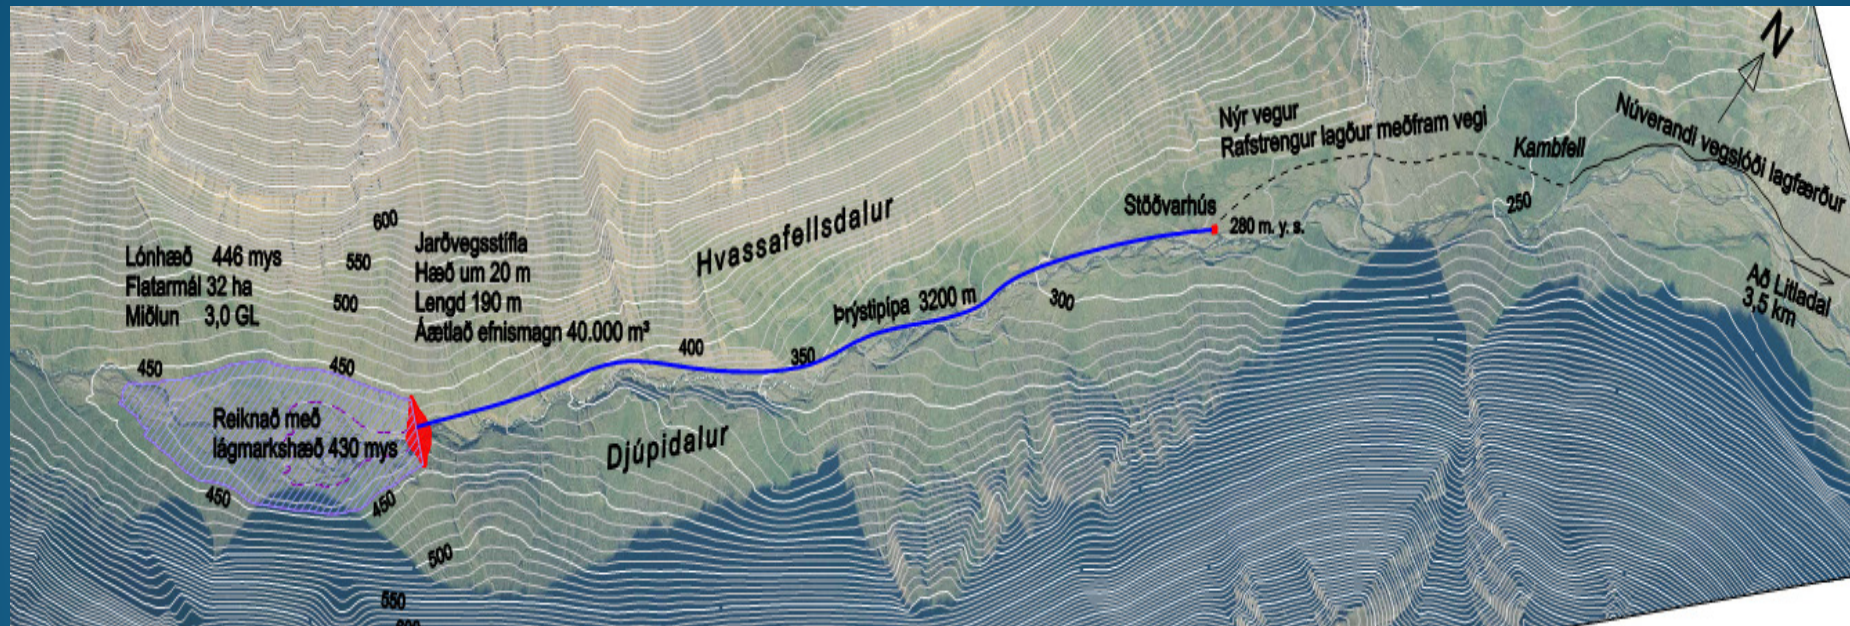 N
Nýr vegur
Rafstrengur lagður meðfram vegi
Kambfell
Núverandi vegslóði lagfærður
Stöðvarhús
280 m. y. s.
250
Að Litladal
3,5 km
Hvassafellsdalur
600
550
500
Lónhæð 446 mys
Flatarmál 32 ha
Miðlun 3,0 GL
Jarðvegsstífla
Hæð um 20 m
Lengd 190 m
Áætlað efnismagn 40.000 m³
Þrýstipípa 3200 m
300
400
350
450
450
Reiknað með
lágmarkshæð 430 mys
Djúpidalur
450
450
500
550
600